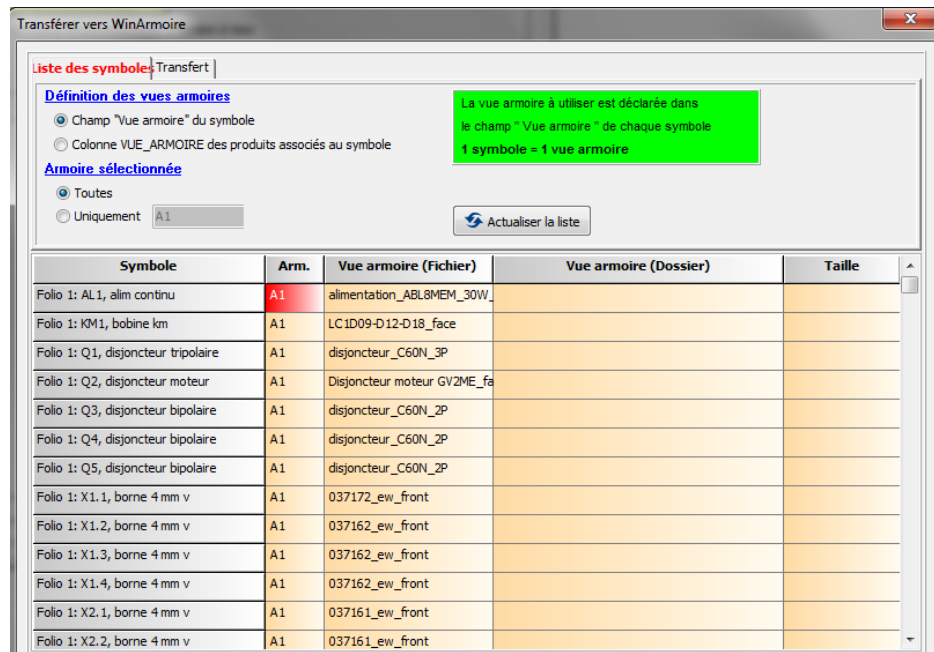 Transférer vers WinArmoire
Liste des symboles Transfert
Définition des vues armoires
Champ "Vue armoire" du symbole
Colonne VUE_ARMOIRE des produits associés au symbole
La vue armoire à utiliser est déclarée dans
le champ " Vue armoire " de chaque symbole
1 symbole = 1 vue armoire
Armoire sélectionnée
Toutes
Uniquement A1
Actualiser la liste
Symbole Arm. Vue armoire (Fichier) Vue armoire (Dossier) Taille
Folio 1: AL1, alim continu A1 alimentation_ABL8MEM_30W_
Folio 1: KM1, bobine km A1 LC1D09-D12-D18_face
Folio 1: Q1, disjoncteur tripolaire A1 disjoncteur_C60N_3P
Folio 1: Q2, disjoncteur moteur A1 Disjoncteur moteur GV2ME_fa
Folio 1: Q3, disjoncteur bipolaire A1 disjoncteur_C60N_2P
Folio 1: Q4, disjoncteur bipolaire A1 disjoncteur_C60N_2P
Folio 1: Q5, disjoncteur bipolaire A1 disjoncteur_C60N_2P
Folio 1: X1.1, borne 4 mm v A1 037172_ew_front
Folio 1: X1.2, borne 4 mm v A1 037162_ew_front
Folio 1: X1.3, borne 4 mm v A1 037162_ew_front
Folio 1: X1.4, borne 4 mm v A1 037162_ew_front
Folio 1: X2.1, borne 4 mm v A1 037161_ew_front
Folio 1: X2.2, borne 4 mm v A1 037161_ew_front